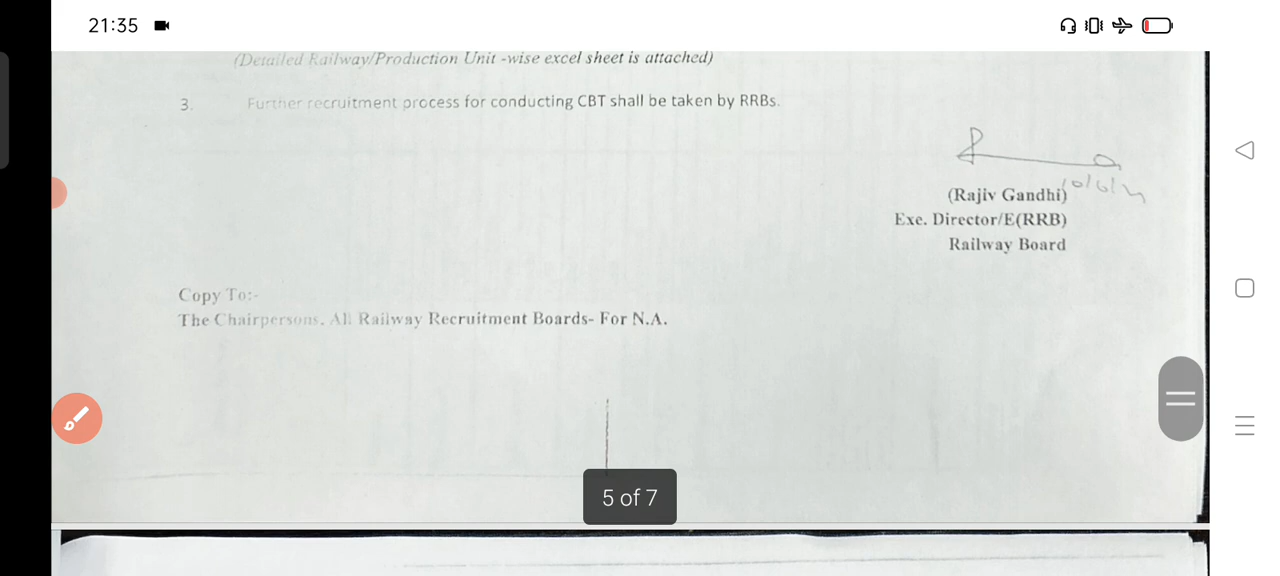 21:35
(Detailed Railway/Production Unit -wise excel sheet is attached)
3. Further recruitment process for conducting CBT shall be taken by RRBs.
(Rajiv Gandhi)
Exe. Director/E(RRB)
Railway Board
Copy To:-
The Chairpersons. All Railway Recruitment Boards- For N.A.
5 of 7